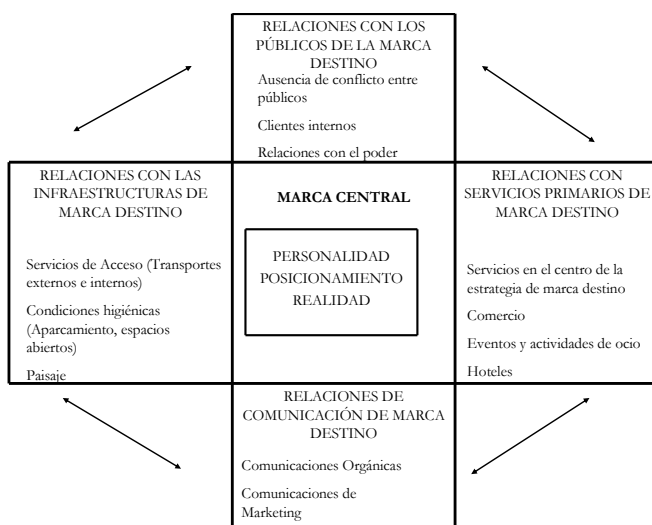 RELACIONES CON LOS
PÚBLICOS DE LA MARCA
DESTINO
Ausencia de conflicto entre
públicos
Clientes internos
Relaciones con el poder
RELACIONES CON LAS
INFRAESTRUCTURAS DE
MARCA DESTINO
Servicios de Acceso (Transportes
externos e internos)
Condiciones higiénicas
(Aparcamiento, espacios
abiertos)
Paisaje
MARCA CENTRAL
PERSONALIDAD
POSICIONAMIENTO
REALIDAD
RELACIONES CON
SERVICIOS PRIMARIOS DE
MARCA DESTINO
Servicios en el centro de la
estrategia de marca destino
Comercio
Eventos y actividades de ocio
Hoteles
RELACIONES DE
COMUNICACIÓN DE MARCA
DESTINO
Comunicaciones Orgánicas
Comunicaciones de
Marketing